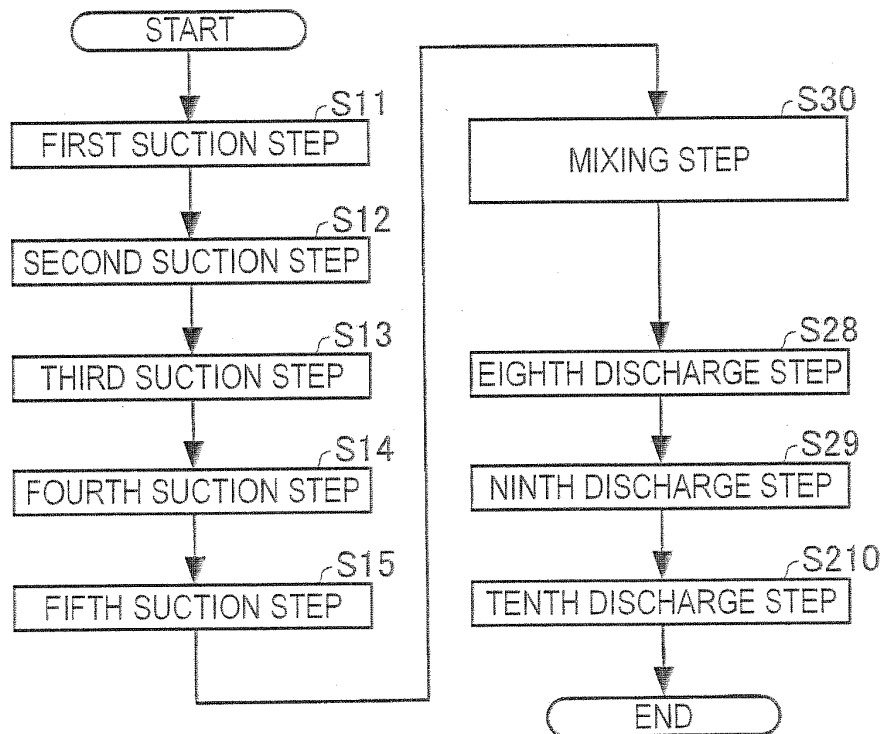 START
S11
FIRST SUCTION STEP
S12
SECOND SUCTION STEP
S13
THIRD SUCTION STEP
S14
FOURTH SUCTION STEP
S15
FIFTH SUCTION STEP
S30
MIXING STEP
S28
EIGHTH DISCHARGE STEP
S29
NINTH DISCHARGE STEP
S210
TENTH DISCHARGE STEP
END